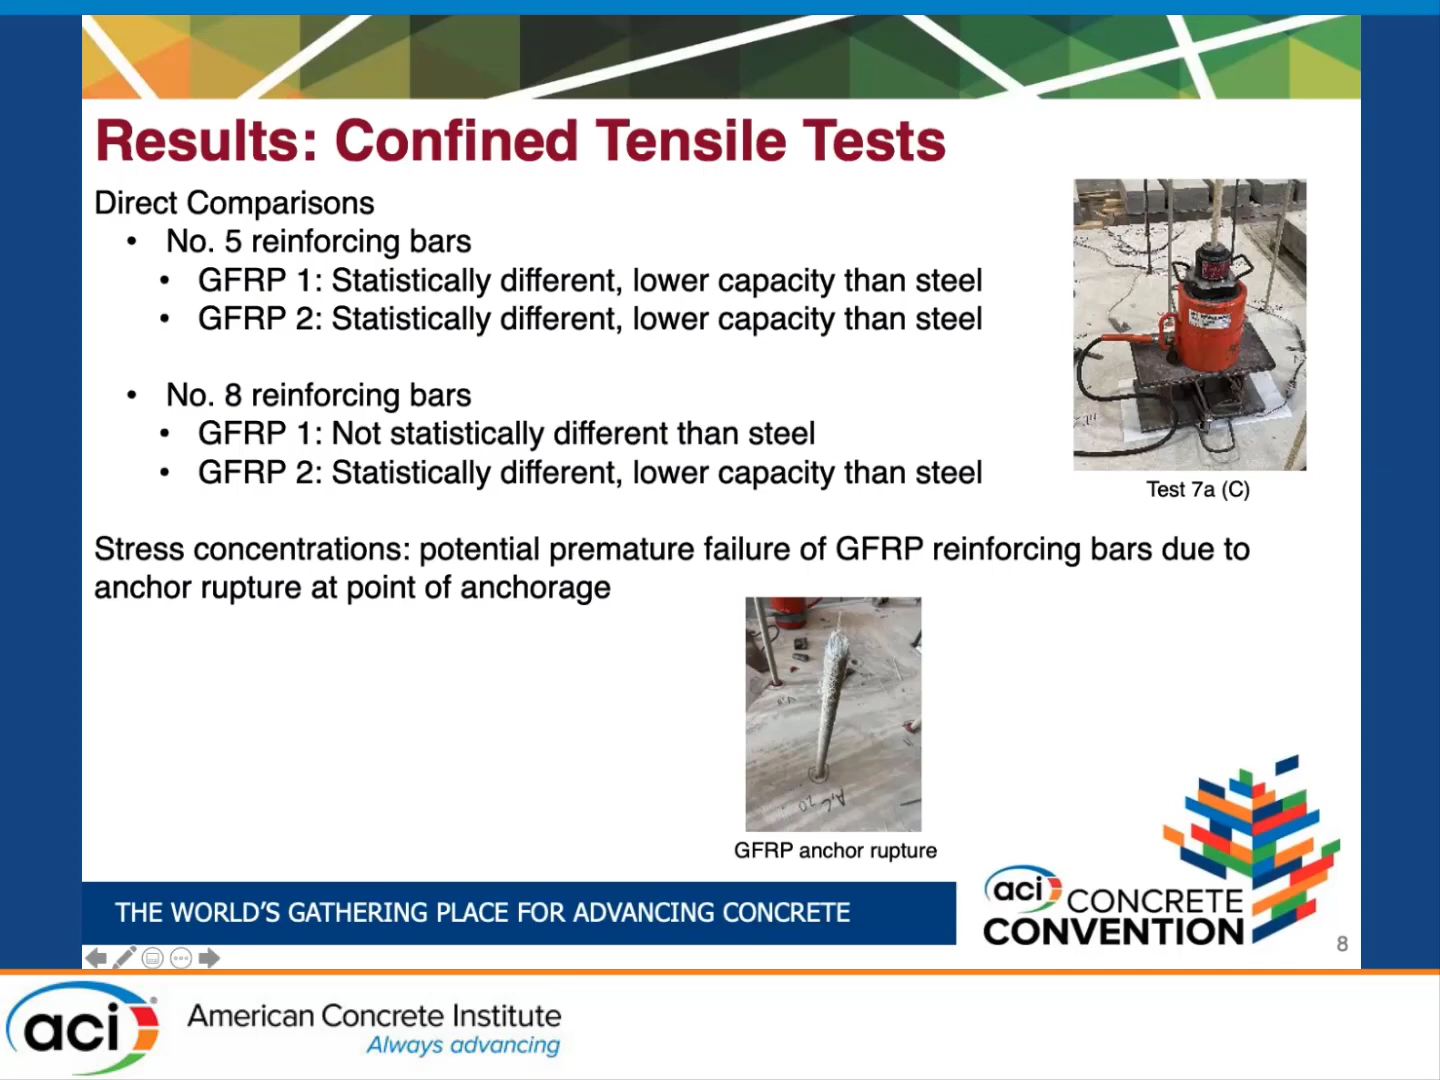 Results: Confined Tensile Tests
Direct Comparisons
• No. 5 reinforcing bars
• GFRP 1: Statistically different, lower capacity than steel
• GFRP 2: Statistically different, lower capacity than steel
• No. 8 reinforcing bars
• GFRP 1: Not statistically different than steel
• GFRP 2: Statistically different, lower capacity than steel
Test 7a (C)
Stress concentrations: potential premature failure of GFRP reinforcing bars due to
anchor rupture at point of anchorage
GFRP anchor rupture
THE WORLD'S GATHERING PLACE FOR ADVANCING CONCRETE
aci CONCRETE
CONVENTION
8
aci
American Concrete Institute
Always advancing